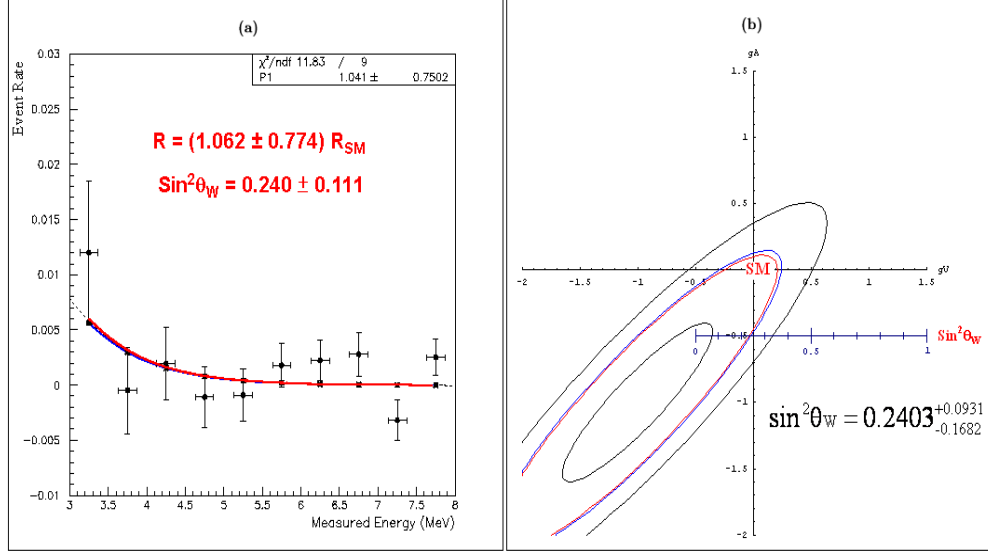 (a)
χ²/ndf 11.83 / 9
P1 1.041 ± 0.7502
R = (1.062 ± 0.774) R_SM
Sin²θ_W = 0.240 ± 0.111
Event Rate
0.03
0.025
0.02
0.015
0.01
0.005
0
−0.005
−0.01
3 3.5 4 4.5 5 5.5 6 6.5 7 7.5 8
Measured Energy (MeV)
(b)
gA
1.5
1
0.5
SM
-2 -1.5 -1 -0.5 0.5 1 1.5
gV
-0.5
0 0.5 1
Sin²θ_W
-1
sin²θw = 0.2403 +0.0931 -0.1682
-1.5
-2